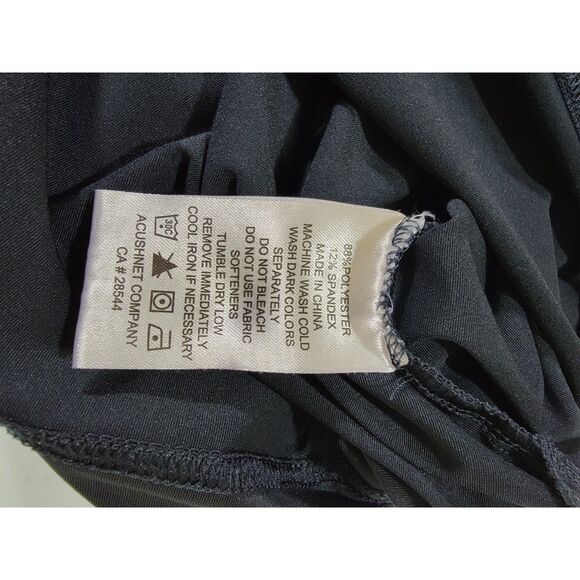 88%POLYESTER
12% SPANDEX
MADE IN CHINA
MACHINE WASH COLD
WASH DARK COLORS
SEPARATELY
DO NOT BLEACH
DO NOT USE FABRIC
SOFTENERS
TUMBLE DRY LOW
REMOVE IMMEDIATELY
COOL IRON IF NECESSARY
30C
ACUSHNET COMPANY
CA # 28544